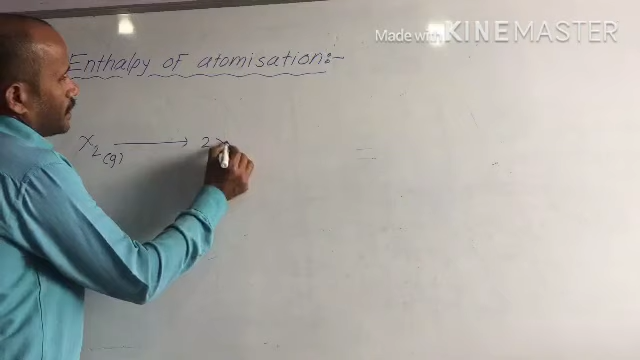 Made with KINEMASTER
Enthalpy of atomisation:-
X₂(g) → 2X